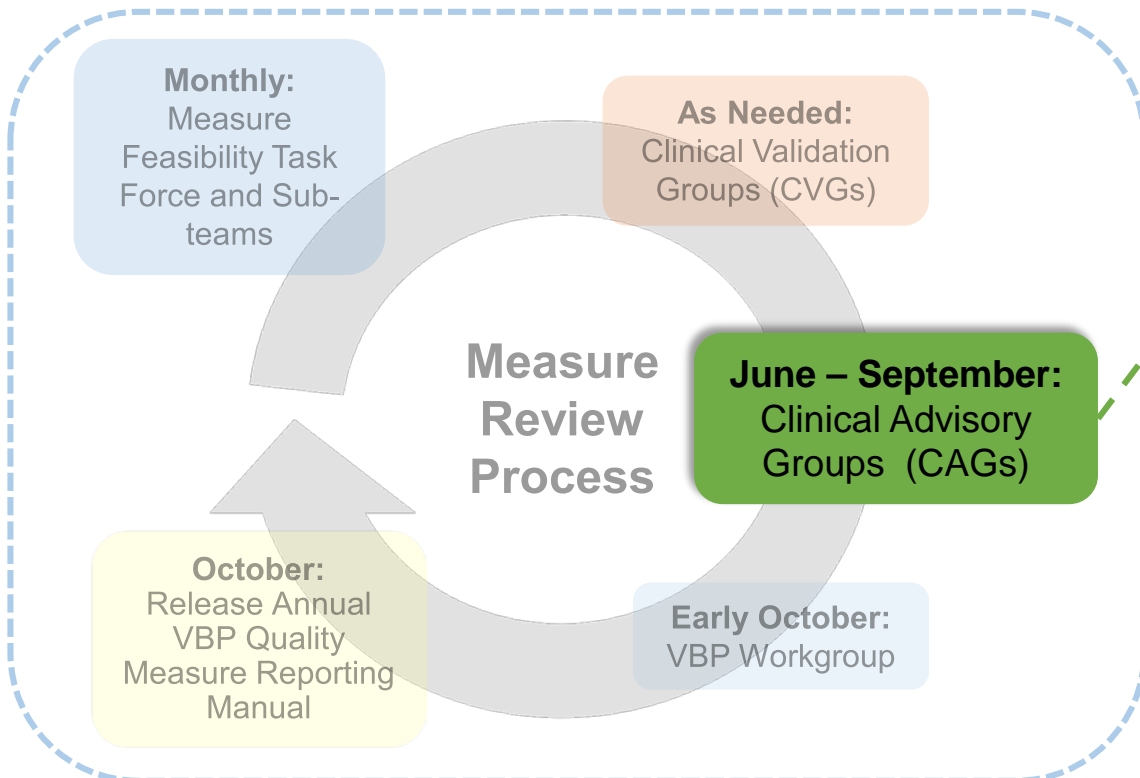 Monthly:
Measure
Feasibility Task
Force and Sub-
teams
As Needed:
Clinical Validation
Groups (CVGs)
Measure
Review
Process
June – September:
Clinical Advisory
Groups (CAGs)
October:
Release Annual
VBP Quality
Measure Reporting
Manual
Early October:
VBP Workgroup